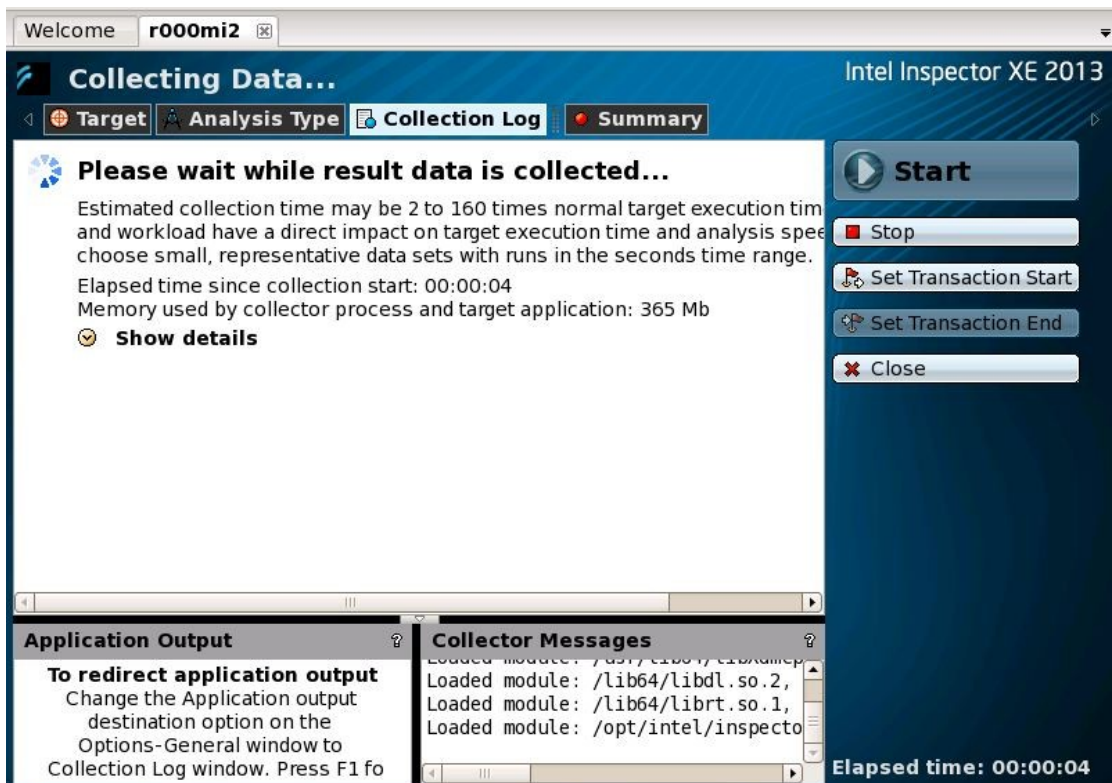 Welcome r000mi2
Collecting Data...
Intel Inspector XE 2013
Target Analysis Type Collection Log Summary
Please wait while result data is collected...
Estimated collection time may be 2 to 160 times normal target execution tim
and workload have a direct impact on target execution time and analysis spee
choose small, representative data sets with runs in the seconds time range.
Elapsed time since collection start: 00:00:04
Memory used by collector process and target application: 365 Mb
Show details
Start
Stop
Set Transaction Start
Set Transaction End
Close
Application Output ?
To redirect application output
Change the Application output
destination option on the
Options-General window to
Collection Log window. Press F1 fo
Collector Messages ?
Loaded module:
Loaded module: /lib64/libdl.so.2,
Loaded module: /lib64/librt.so.1,
Loaded module: /opt/intel/inspecto
Elapsed time: 00:00:04